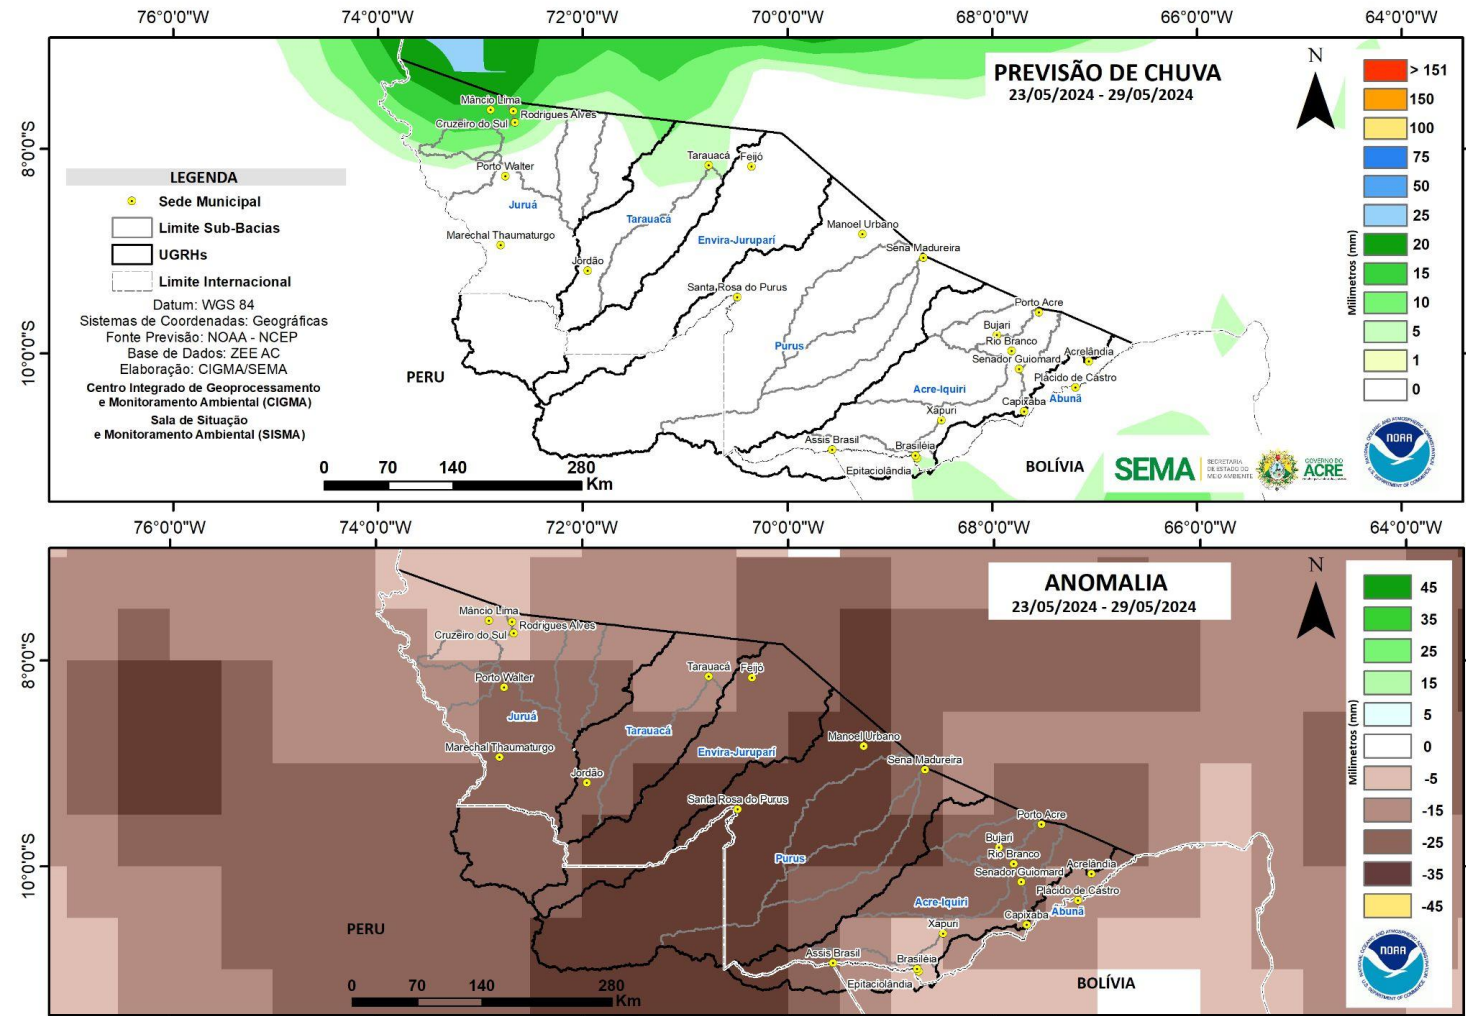 76°0'0"W 74°0'0"W 72°0'0"W 70°0'0"W 68°0'0"W 66°0'0"W 64°0'0"W
PREVISÃO DE CHUVA
23/05/2024 - 29/05/2024
N
> 151
150
100
75
50
25
20
15
10
5
1
0
Milimetros (mm)
8°0'0"S
10°0'0"S
LEGENDA
Sede Municipal
Limite Sub-Bacias
UGRHs
Limite Internacional
Datum: WGS 84
Sistemas de Coordenadas: Geográficas
Fonte Previsão: NOAA - NCEP
Base de Dados: ZEE AC
Elaboração: CIGMA/SEMA
Centro Integrado de Geoprocessamento
e Monitoramento Ambiental (CIGMA)
Sala de Situação
e Monitoramento Ambiental (SISMA)
Mâncio Lima
Rodrigues Alves
Cruzeiro do Sul
Porto Walter
Juruá
Marechal Thaumaturgo
Jordão
Tarauacá
Feijó
Tarauacá
Envira-Juruparí
Manoel Urbano
Sena Madureira
Santa Rosa do Purus
Purus
Porto Acre
Bujari
Rio Branco
Senador Guiomard
Acrelândia
Plácido de Castro
Acre-Iquiri
Abunã
Capixaba
Xapuri
Assis Brasil
Brasiléia
Epitaciolândia
PERU
BOLÍVIA
0 70 140 280
Km
SEMA
SECRETARIA
DE ESTADO DO
MEIO AMBIENTE
GOVERNO DO
ACRE
NOAA
76°0'0"W 74°0'0"W 72°0'0"W 70°0'0"W 68°0'0"W 66°0'0"W 64°0'0"W
ANOMALIA
23/05/2024 - 29/05/2024
N
45
35
25
15
5
0
-5
-15
-25
-35
-45
Milimetros (mm)
8°0'0"S
10°0'0"S
Mâncio Lima
Rodrigues Alves
Cruzeiro do Sul
Porto Walter
Juruá
Marechal Thaumaturgo
Jordão
Tarauacá
Feijó
Tarauacá
Envira-Juruparí
Manoel Urbano
Sena Madureira
Santa Rosa do Purus
Purus
Porto Acre
Bujari
Rio Branco
Senador Guiomard
Acrelândia
Plácido de Castro
Acre-Iquiri
Abunã
Capixaba
Xapuri
Assis Brasil
Brasiléia
Epitaciolândia
PERU
BOLÍVIA
0 70 140 280
Km
NOAA